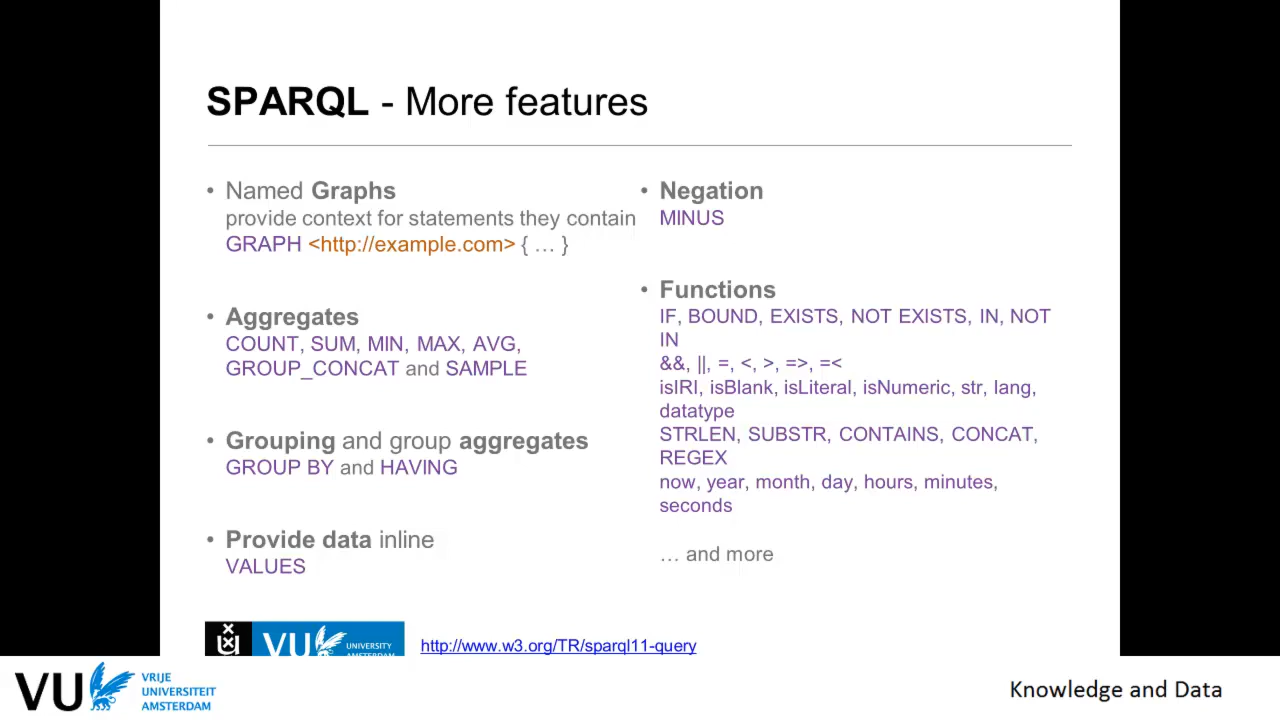 SPARQL - More features
• Named Graphs
provide context for statements they contain
GRAPH <http://example.com> { … }
• Aggregates
COUNT, SUM, MIN, MAX, AVG,
GROUP_CONCAT and SAMPLE
• Grouping and group aggregates
GROUP BY and HAVING
• Provide data inline
VALUES
• Negation
MINUS
• Functions
IF, BOUND, EXISTS, NOT EXISTS, IN, NOT
IN
&&, ||, =, <, >, =>, =<
isIRI, isBlank, isLiteral, isNumeric, str, lang,
datatype
STRLEN, SUBSTR, CONTAINS, CONCAT,
REGEX
now, year, month, day, hours, minutes,
seconds
… and more
VU UNIVERSITY
AMSTERDAM
http://www.w3.org/TR/sparql11-query
VU VRIJE
UNIVERSITEIT
AMSTERDAM
Knowledge and Data